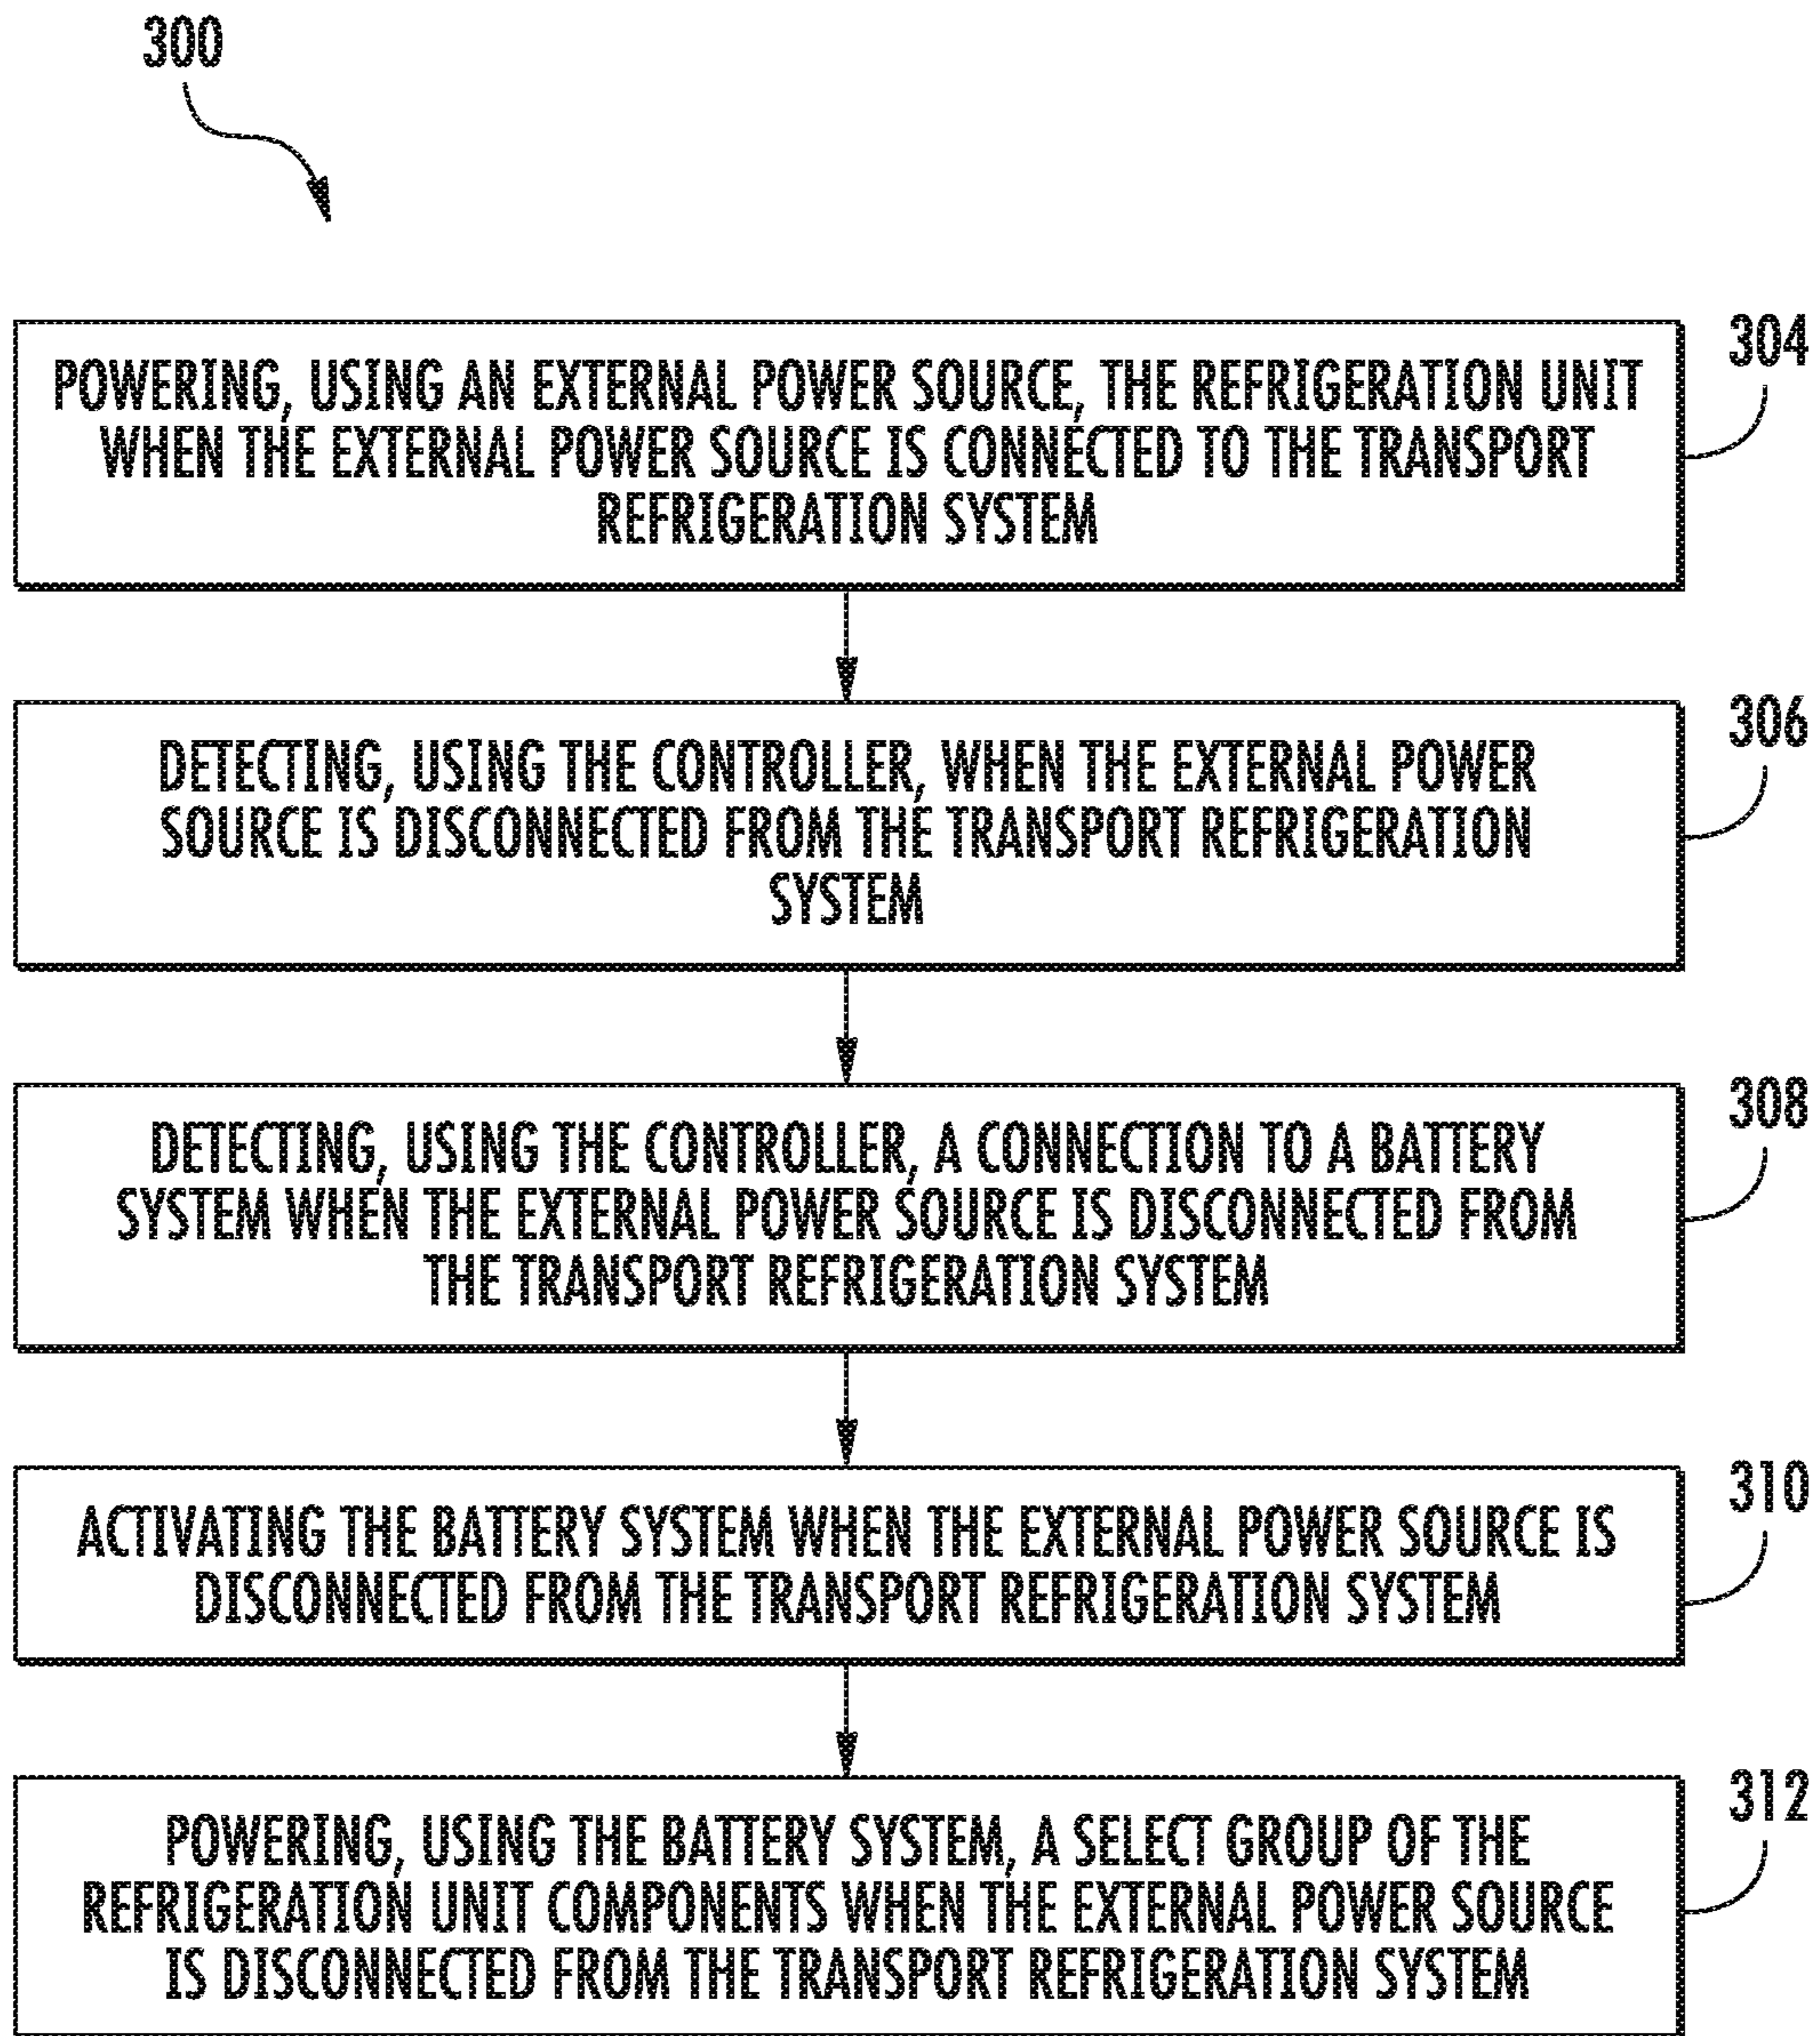 300
304
POWERING, USING AN EXTERNAL POWER SOURCE, THE REFRIGERATION UNIT
WHEN THE EXTERNAL POWER SOURCE IS CONNECTED TO THE TRANSPORT
REFRIGERATION SYSTEM
306
DETECTING, USING THE CONTROLLER, WHEN THE EXTERNAL POWER
SOURCE IS DISCONNECTED FROM THE TRANSPORT REFRIGERATION
SYSTEM
308
DETECTING, USING THE CONTROLLER, A CONNECTION TO A BATTERY
SYSTEM WHEN THE EXTERNAL POWER SOURCE IS DISCONNECTED FROM
THE TRANSPORT REFRIGERATION SYSTEM
310
ACTIVATING THE BATTERY SYSTEM WHEN THE EXTERNAL POWER SOURCE IS
DISCONNECTED FROM THE TRANSPORT REFRIGERATION SYSTEM
312
POWERING, USING THE BATTERY SYSTEM, A SELECT GROUP OF THE
REFRIGERATION UNIT COMPONENTS WHEN THE EXTERNAL POWER SOURCE
IS DISCONNECTED FROM THE TRANSPORT REFRIGERATION SYSTEM